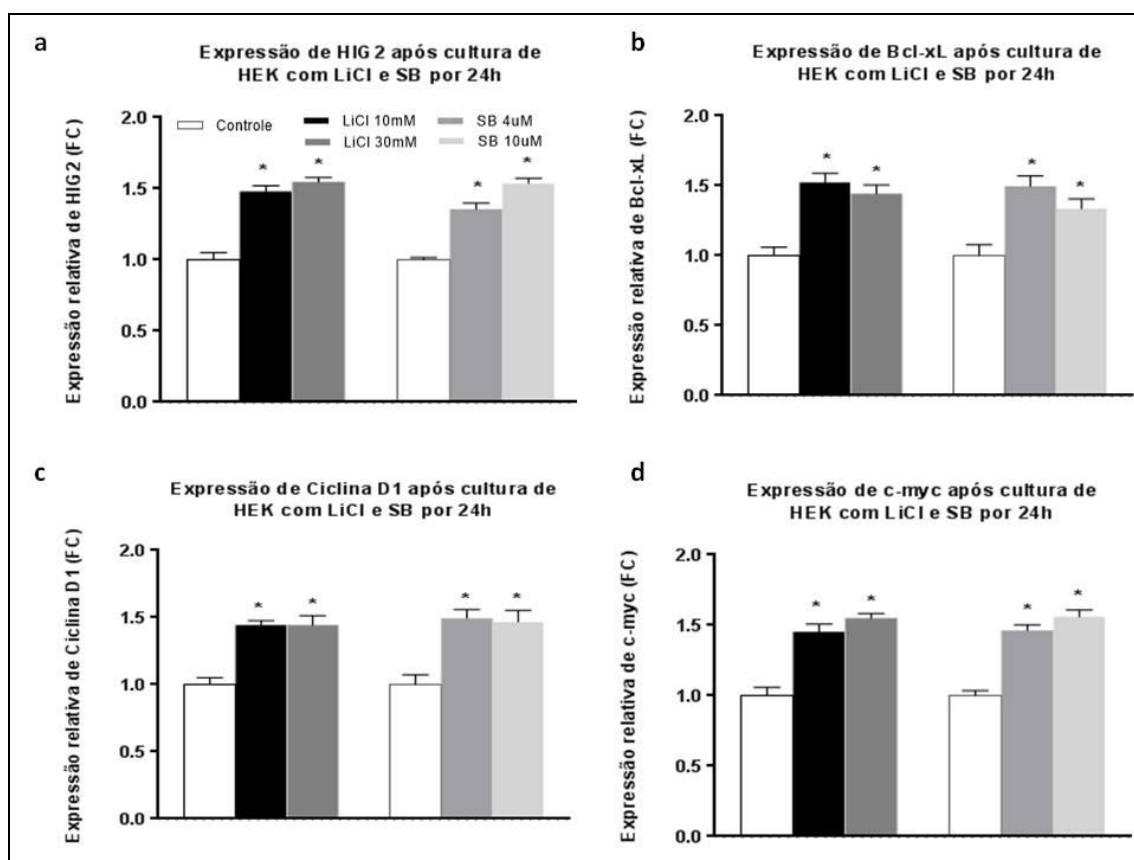 a
Expressão de HIG2 após cultura de
HEK com LiCl e SB por 24h
Expressão relativa de HIG2 (FC)
2.0
1.5
1.0
0.5
0.0
Controle
LiCl 10mM
LiCl 30mM
SB 4uM
SB 10uM
* * * *
b
Expressão de Bcl-xL após cultura de
HEK com LiCl e SB por 24h
Expressão relativa de Bcl-xL (FC)
2.0
1.5
1.0
0.5
0.0
* * * *
c
Expressão de Ciclina D1 após cultura de
HEK com LiCl e SB por 24h
Expressão relativa de Ciclina D1 (FC)
2.0
1.5
1.0
0.5
0.0
* * * *
d
Expressão de c-myc após cultura de
HEK com LiCl e SB por 24h
Expressão relativa de c-myc (FC)
2.0
1.5
1.0
0.5
0.0
* * * *